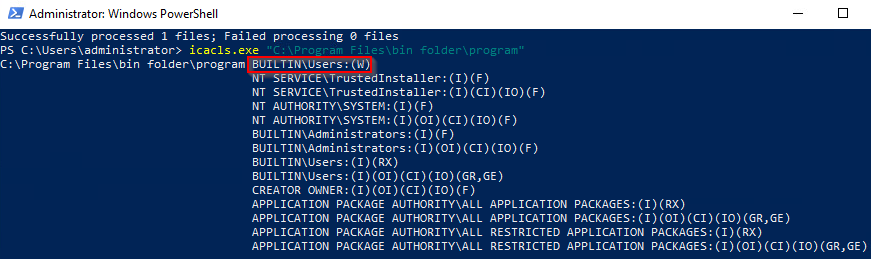 Administrator: Windows PowerShell
Successfully processed 1 files; Failed processing 0 files
PS C:\Users\administrator> icacls.exe "C:\Program Files\bin folder\program"
C:\Program Files\bin folder\program BUILTIN\Users:(W)
NT SERVICE\TrustedInstaller:(I)(F)
NT SERVICE\TrustedInstaller:(I)(CI)(IO)(F)
NT AUTHORITY\SYSTEM:(I)(F)
NT AUTHORITY\SYSTEM:(I)(OI)(CI)(IO)(F)
BUILTIN\Administrators:(I)(F)
BUILTIN\Administrators:(I)(OI)(CI)(IO)(F)
BUILTIN\Users:(I)(RX)
BUILTIN\Users:(I)(OI)(CI)(IO)(GR,GE)
CREATOR OWNER:(I)(OI)(CI)(IO)(F)
APPLICATION PACKAGE AUTHORITY\ALL APPLICATION PACKAGES:(I)(RX)
APPLICATION PACKAGE AUTHORITY\ALL APPLICATION PACKAGES:(I)(OI)(CI)(IO)(GR,GE)
APPLICATION PACKAGE AUTHORITY\ALL RESTRICTED APPLICATION PACKAGES:(I)(RX)
APPLICATION PACKAGE AUTHORITY\ALL RESTRICTED APPLICATION PACKAGES:(I)(OI)(CI)(IO)(GR,GE)